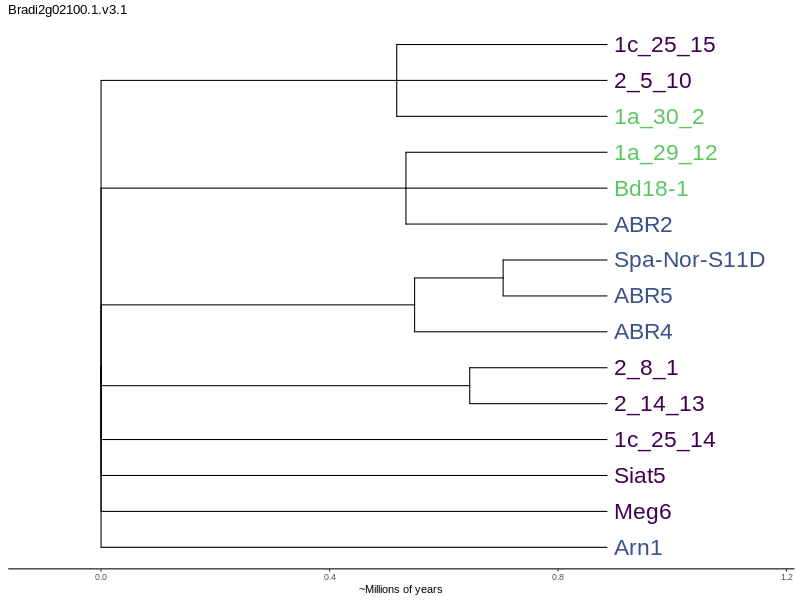 Bradi2g02100.1.v3.1
1c_25_15
2_5_10
1a_30_2
1a_29_12
Bd18-1
ABR2
Spa-Nor-S11D
ABR5
ABR4
2_8_1
2_14_13
1c_25_14
Siat5
Meg6
Arn1
0.0 0.4 0.8 1.2
~Millions of years